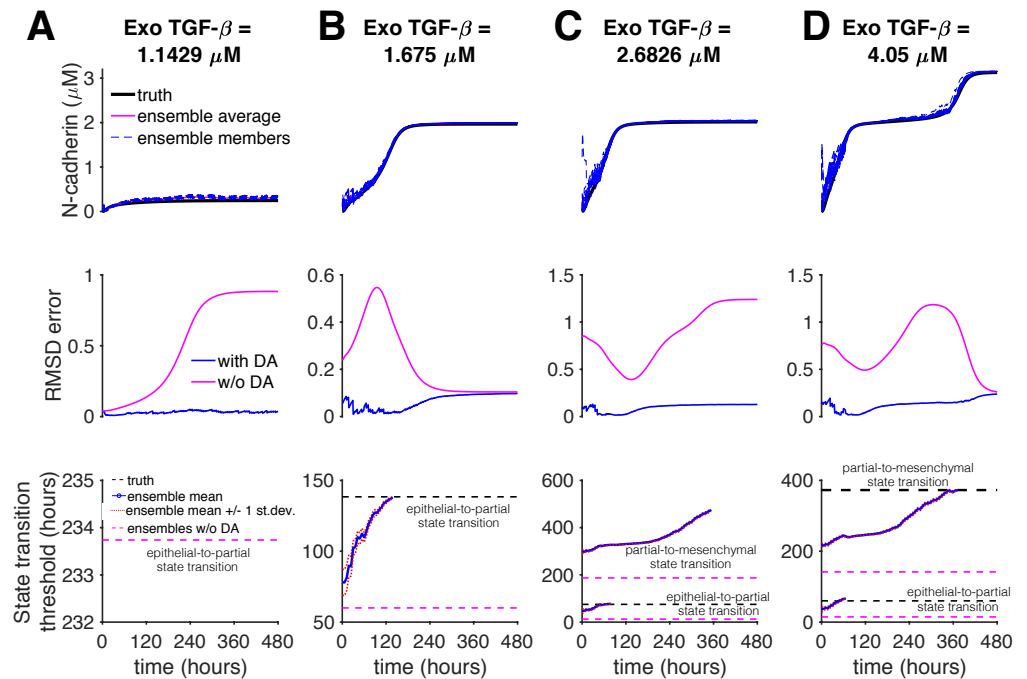 A
Exo TGF-β =
1.1429 μM
B
Exo TGF-β =
1.675 μM
C
Exo TGF-β =
2.6826 μM
D
Exo TGF-β =
4.05 μM
N-cadherin (μM)
3
2
1
0
truth
ensemble average
ensemble members
RMSD error
1
0.5
0
with DA
w/o DA
0.6
0.4
0.2
0
1.5
1
0.5
0
1.5
1
0.5
0
State transition
threshold (hours)
235
234
233
232
truth
ensemble mean
ensemble mean +/- 1 st.dev.
ensembles w/o DA
epithelial-to-partial
state transition
0 120 240 360 480
time (hours)
150
100
50
epithelial-to-partial
state transition
0 120 240 360 480
time (hours)
600
400
200
0
partial-to-mesenchymal
state transition
epithelial-to-partial
state transition
0 120 240 360 480
time (hours)
400
200
0
partial-to-mesenchymal
state transition
epithelial-to-partial
state transition
0 120 240 360 480
time (hours)